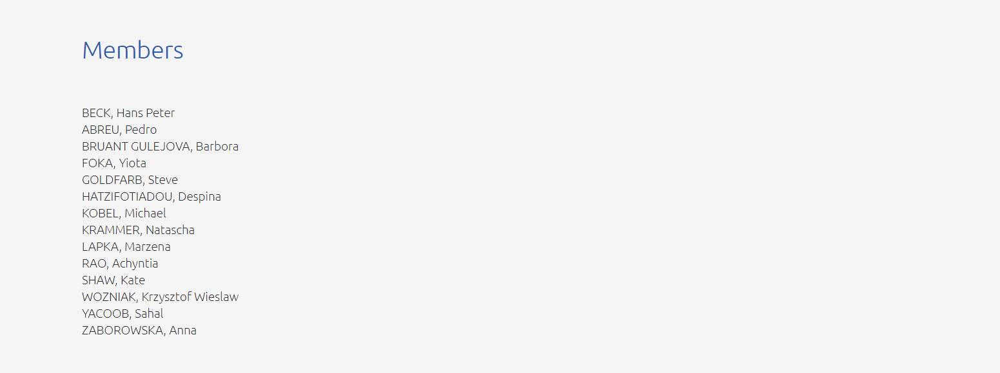 Members
BECK, Hans Peter
ABREU, Pedro
BRUANT GULEJOVA, Barbora
FOKA, Yiota
GOLDFARB, Steve
HATZIFOTIADOU, Despina
KOBEL, Michael
KRAMMER, Natascha
LAPKA, Marzena
RAO, Achyntia
SHAW, Kate
WOZNIAK, Krzysztof Wieslaw
YACOOB, Sahal
ZABOROWSKA, Anna